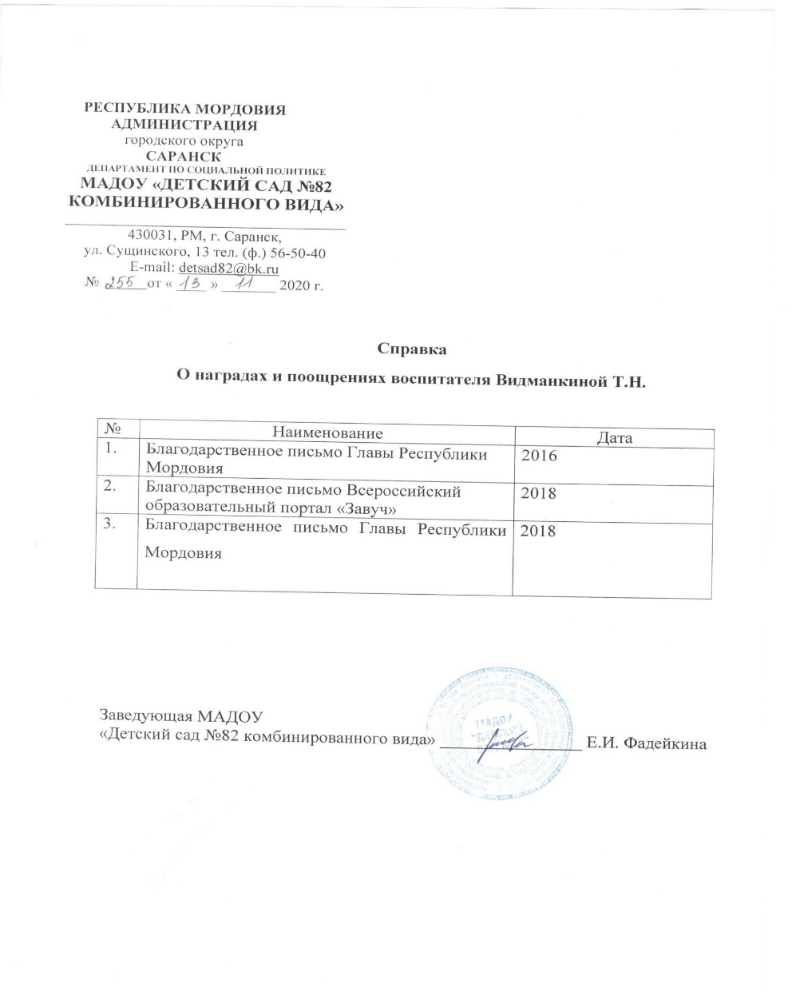 РЕСПУБЛИКА МОРДОВИЯ
АДМИНИСТРАЦИЯ
городского округа
САРАНСК
ДЕПАРТАМЕНТ ПО СОЦИАЛЬНОЙ ПОЛИТИКЕ
МАДОУ «ДЕТСКИЙ САД №82
КОМБИНИРОВАННОГО ВИДА»
430031, РМ, г. Саранск,
ул. Сущинского, 13 тел. (ф.) 56-50-40
E-mail: detsad82@bk.ru
№ 255 от « 13 » 11 2020 г.
Справка
О наградах и поощрениях воспитателя Видманкиной Т.Н.
№ Наименование Дата
1. Благодарственное письмо Главы Республики 2016
Мордовия
2. Благодарственное письмо Всероссийский 2018
образовательный портал «Завуч»
3. Благодарственное письмо Главы Республики 2018
Мордовия
Заведующая МАДОУ
«Детский сад №82 комбинированного вида» Е.И. Фадейкина
МАДОУ
"ДЕТСКИЙ